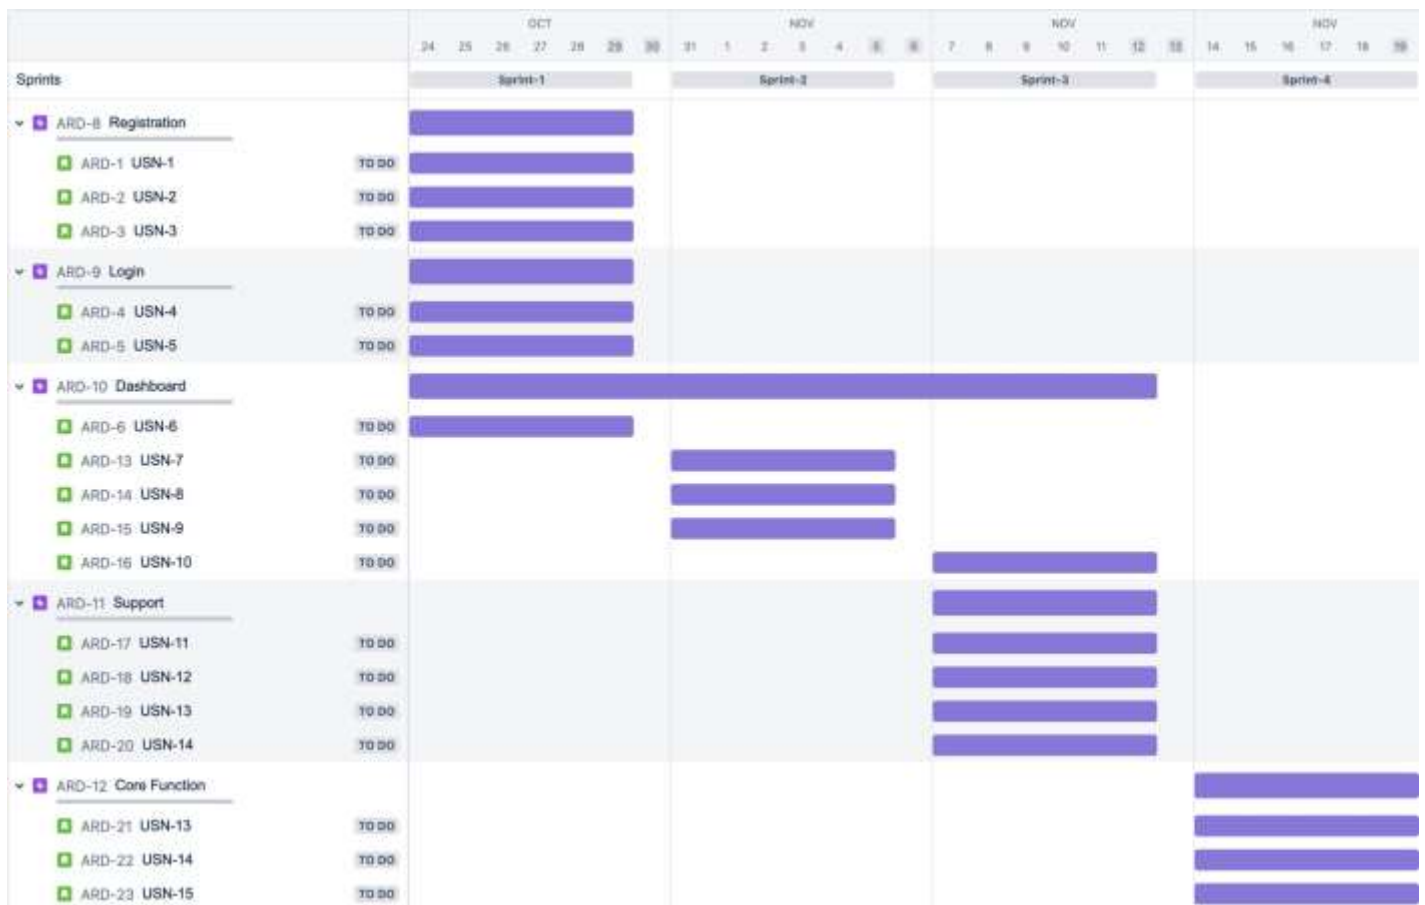 OCT NOV NOV NOV
24 25 26 27 28 29 30 31 1 2 3 4 5 6 7 8 9 10 11 12 13 14 15 16 17 18 19
Sprints Sprint-1 Sprint-2 Sprint-3 Sprint-4
ARD-8 Registration
ARD-1 USN-1 TO DO
ARD-2 USN-2 TO DO
ARD-3 USN-3 TO DO
ARD-9 Login
ARD-4 USN-4 TO DO
ARD-5 USN-5 TO DO
ARD-10 Dashboard
ARD-6 USN-6 TO DO
ARD-13 USN-7 TO DO
ARD-14 USN-8 TO DO
ARD-15 USN-9 TO DO
ARD-16 USN-10 TO DO
ARD-11 Support
ARD-17 USN-11 TO DO
ARD-18 USN-12 TO DO
ARD-19 USN-13 TO DO
ARD-20 USN-14 TO DO
ARD-12 Core Function
ARD-21 USN-13 TO DO
ARD-22 USN-14 TO DO
ARD-23 USN-15 TO DO